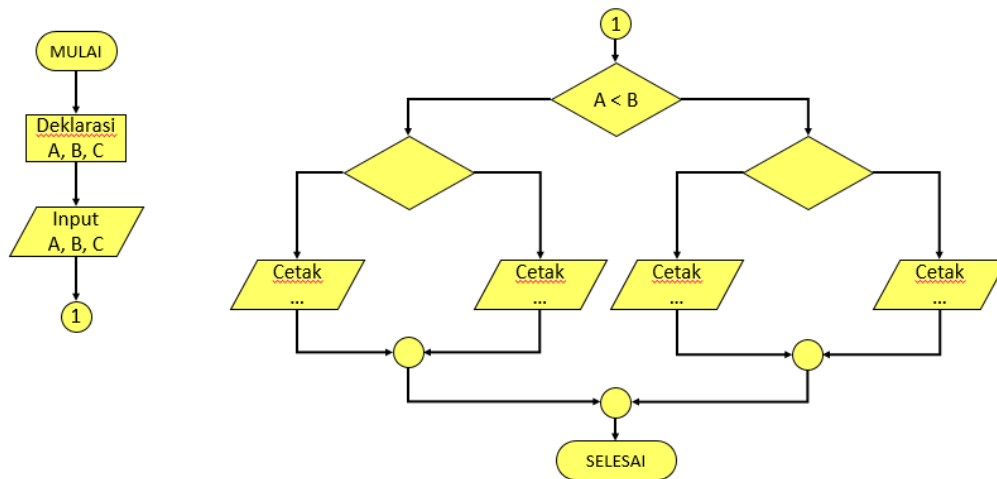 MULAI
Deklarasi
A, B, C
Input
A, B, C
1
1
A < B
Cetak
...
Cetak
...
Cetak
...
Cetak
...
SELESAI